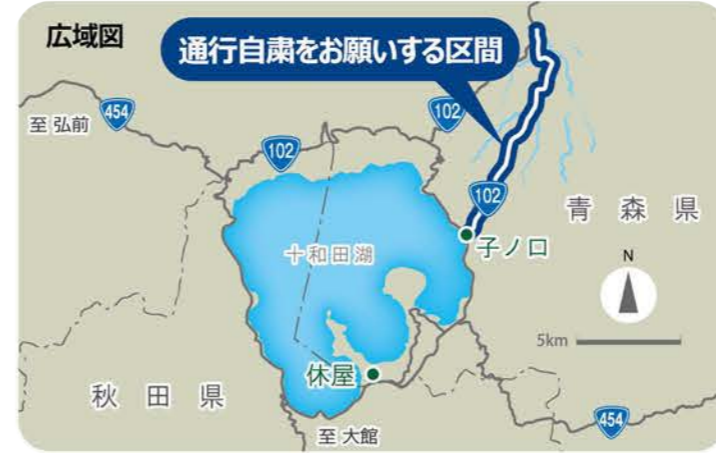 広域図
通行自粛をお願いする区間
454
至 弘前
102
102
102
青森県
十和田湖
子ノ口
N
5km
休屋
秋田県
454
至 大館